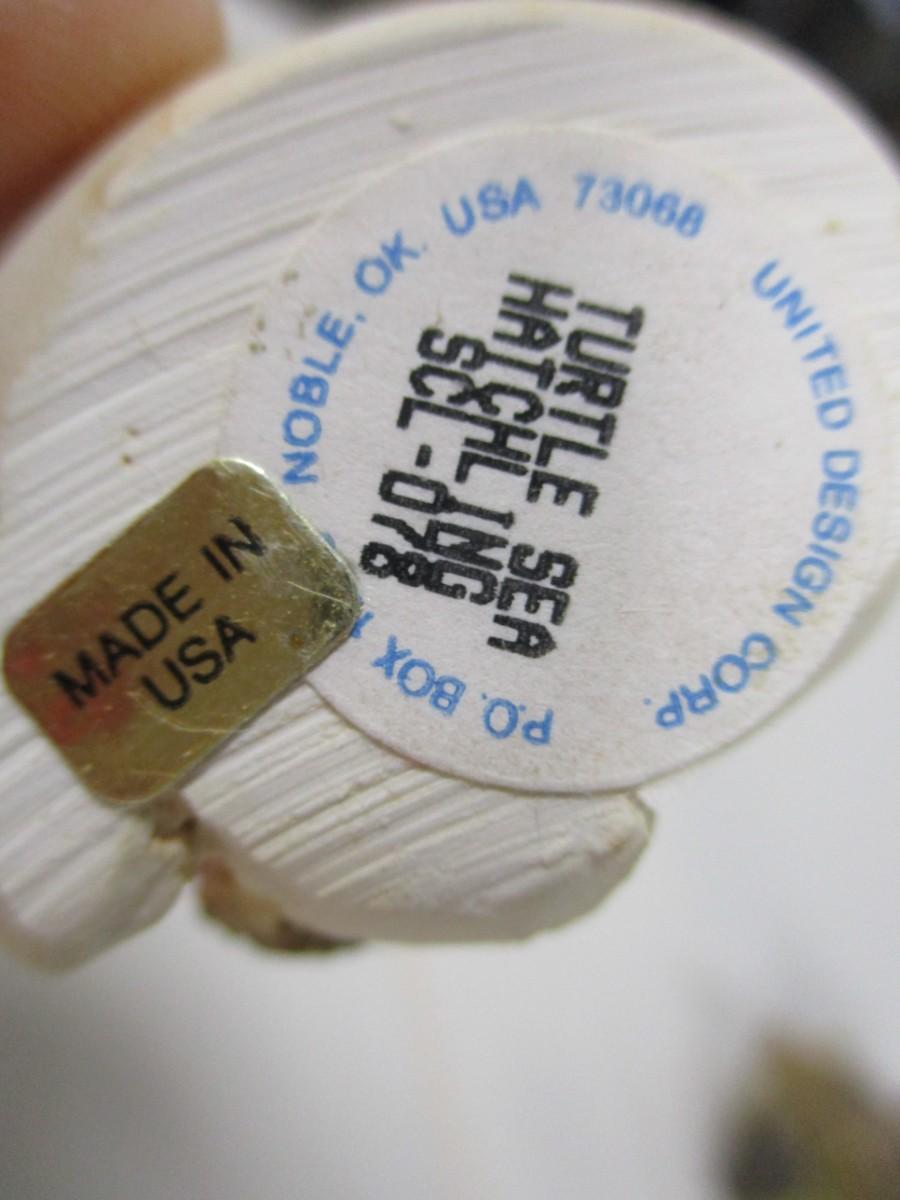 UNITED DESIGN CORP.
P.O. BOX
NOBLE, OK. USA 73068
TURTLE SEA
HATCHLING
SCL-078
MADE IN
USA